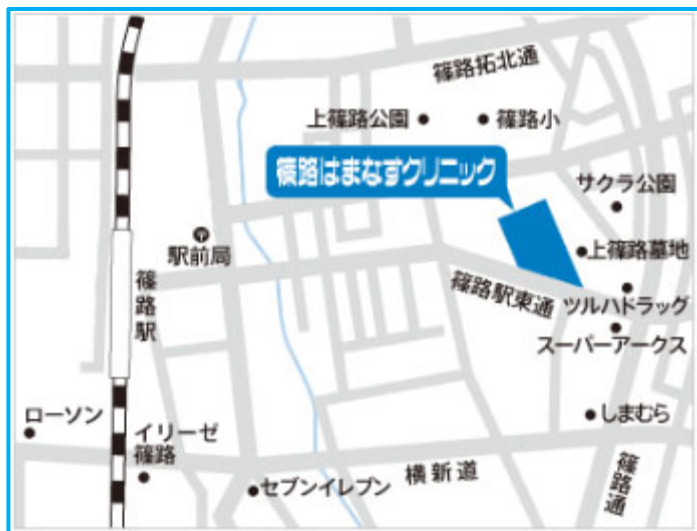 篠路拓北通
上篠路公園
篠路小
篠路はまなすクリニック
サクラ公園
駅前局
上篠路墓地
篠路駅
篠路駅東通
ツルハドラッグ
スーパーアークス
ローソン
イリーゼ
篠路
しまむら
セブンイレブン
横新道
篠路通